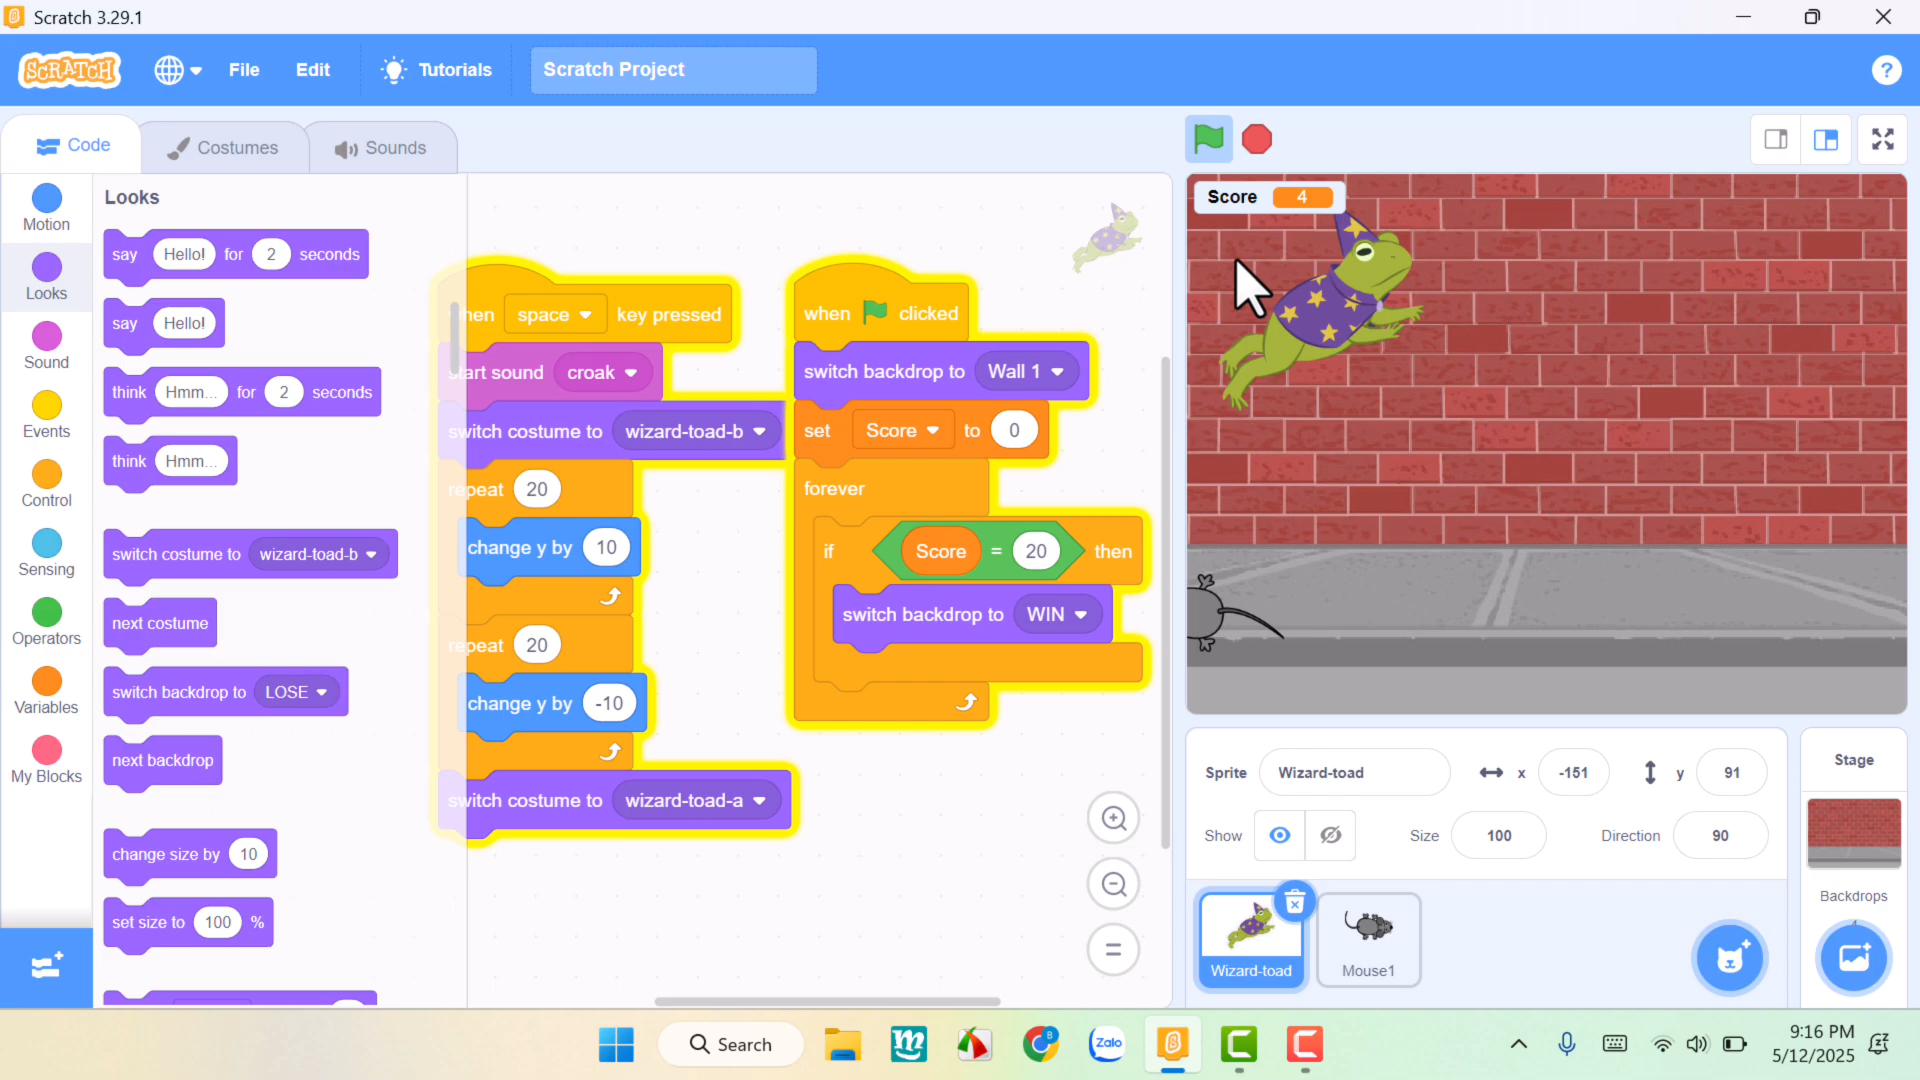 Scratch 3.29.1
SCRATCH
File
Edit
Tutorials
Scratch Project
?
Code
Costumes
Sounds
Motion
Looks
Sound
Events
Control
Sensing
Operators
Variables
My Blocks
Looks
say Hello! for 2 seconds
say Hello!
think Hmm... for 2 seconds
think Hmm...
switch costume to wizard-toad-b
next costume
switch backdrop to LOSE
next backdrop
change size by 10
set size to 100 %
hen space key pressed
art sound croak
switch costume to wizard-toad-b
repeat 20
change y by 10
repeat 20
change y by -10
switch costume to wizard-toad-a
when clicked
switch backdrop to Wall 1
set Score to 0
forever
if Score = 20 then
switch backdrop to WIN
Score 4
Sprite Wizard-toad x -151 y 91
Show Size 100 Direction 90
Wizard-toad
Mouse1
Stage
Backdrops
Search
Zalo
9:16 PM
5/12/2025